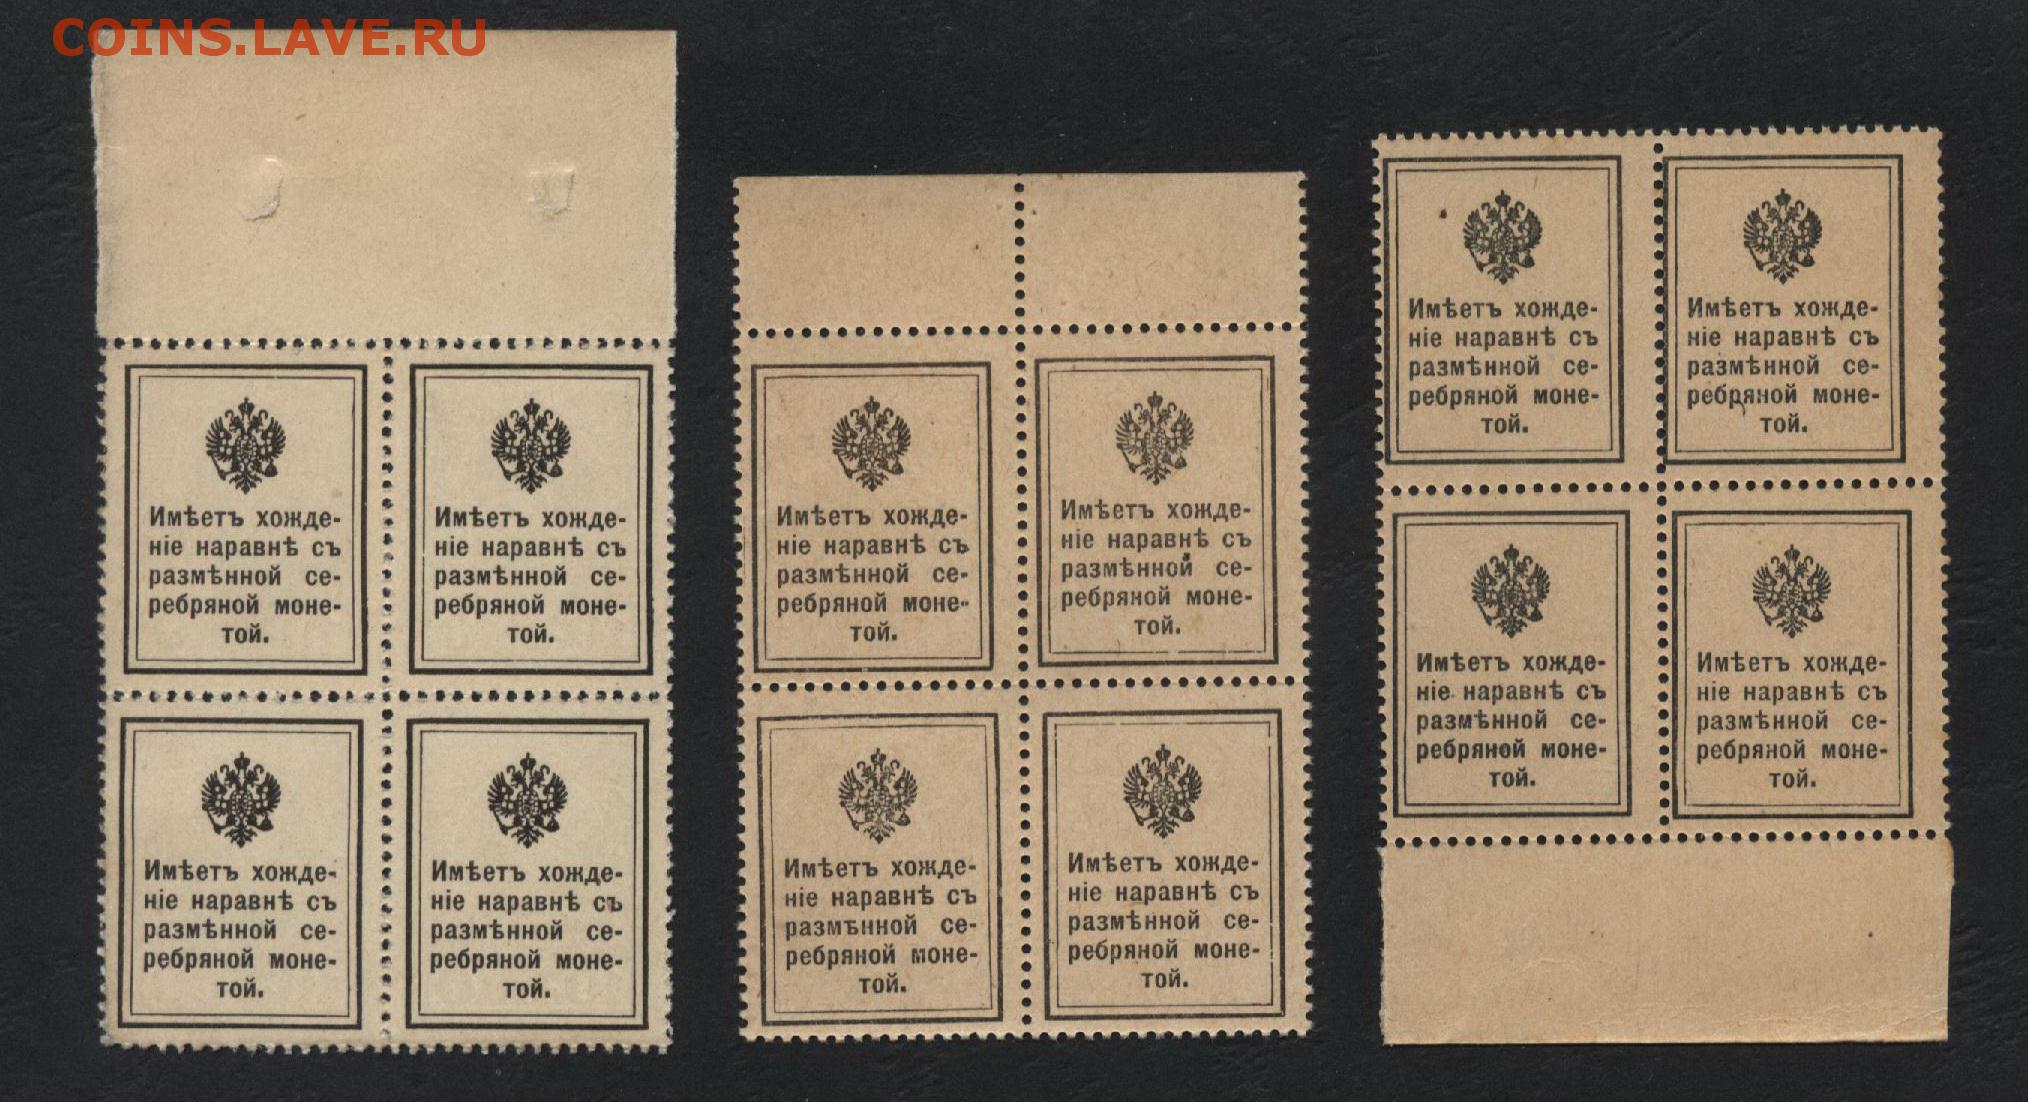 COINS.LAVE.RU
Имѣетъ хожде-
ніе наравнѣ съ
размѣнной се-
ребряной моне-
той.
Имѣетъ хожде-
ніе наравнѣ съ
размѣнной се-
ребряной моне-
той.
Имѣетъ хожде-
ніе наравнѣ съ
размѣнной се-
ребряной моне-
той.
Имѣетъ хожде-
ніе наравнѣ съ
размѣнной се-
ребряной моне-
той.
Имѣетъ хожде-
ніе наравнѣ съ
размѣнной се-
ребряной моне-
той.
Имѣетъ хожде-
ніе наравнѣ съ
размѣнной се-
ребряной моне-
той.
Имѣетъ хожде-
ніе наравнѣ съ
размѣнной се-
ребряной моне-
той.
Имѣетъ хожде-
ніе наравнѣ съ
размѣнной се-
ребряной моне-
той.
Имѣетъ хожде-
ніе наравнѣ съ
размѣнной се-
ребряной моне-
той.
Имѣетъ хожде-
ніе наравнѣ съ
размѣнной се-
ребряной моне-
той.
Имѣетъ хожде-
ніе наравнѣ съ
размѣнной се-
ребряной моне-
той.
Имѣетъ хожде-
ніе наравнѣ съ
размѣнной се-
ребряной моне-
той.